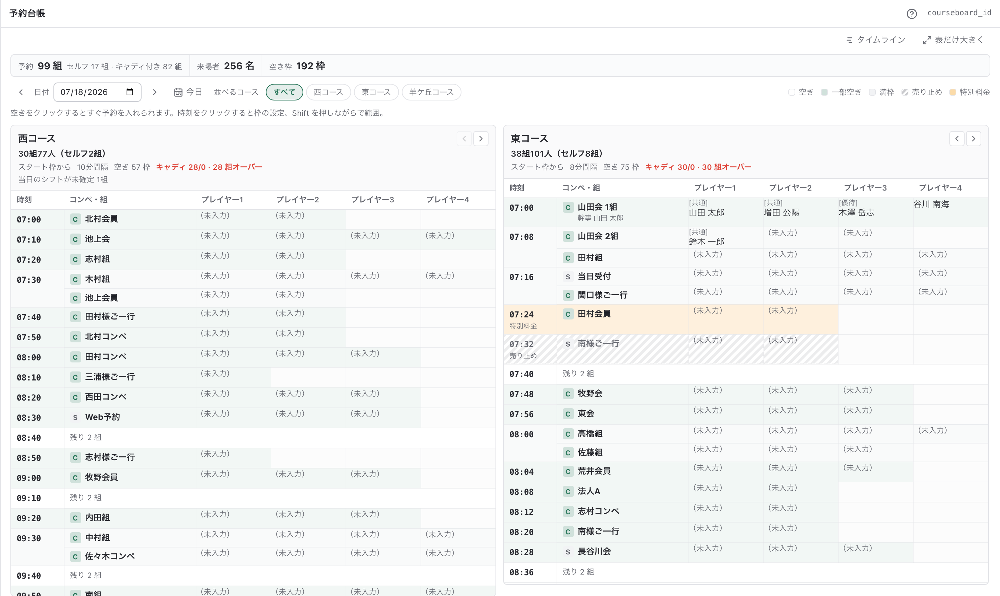 予約台帳
courseboard_id
タイムライン 表だけ大きく
予約 99 組 セルフ 17 組 · キャディ付き 82 組 来場者 256 名 空き枠 192 枠
日付 07/18/2026 今日 並べるコース すべて 西コース 東コース 羊ケ丘コース 空き 一部空き 満枠 売り止め 特別料金
空きをクリックするとすぐ予約を入れられます。時刻をクリックすると枠の設定、Shift を押しながらで範囲。
西コース
30組77人（セルフ2組）
スタート枠から 10分間隔 空き 57 枠 キャディ 28/0 · 28 組オーバー
当日のシフトが未確定 1組
時刻 コンペ・組 プレイヤー1 プレイヤー2 プレイヤー3 プレイヤー4
07:00 C 北村会員 (未入力) (未入力)
07:10 C 池上会 (未入力) (未入力) (未入力) (未入力)
07:20 C 志村組 (未入力) (未入力)
07:30 C 木村組 (未入力) (未入力) (未入力) (未入力)
C 池上会員 (未入力) (未入力)
07:40 C 田村様ご一行 (未入力) (未入力)
07:50 C 北村コンペ (未入力) (未入力)
08:00 C 田村コンペ (未入力) (未入力) (未入力)
08:10 C 三浦様ご一行 (未入力)
08:20 C 西田コンペ (未入力) (未入力) (未入力)
08:30 S Web予約 (未入力) (未入力) (未入力)
08:40 残り 2 組
08:50 C 志村様ご一行 (未入力)
09:00 C 牧野会員 (未入力) (未入力) (未入力)
09:10 残り 2 組
09:20 C 内田組 (未入力) (未入力) (未入力)
09:30 C 中村組 (未入力) (未入力) (未入力) (未入力)
C 佐々木コンペ (未入力) (未入力) (未入力) (未入力)
09:40 残り 2 組
09:50 C 南組 (未入力) (未入力) (未入力) (未入力)
東コース
38組101人（セルフ8組）
スタート枠から 8分間隔 空き 75 枠 キャディ 30/0 · 30 組オーバー
時刻 コンペ・組 プレイヤー1 プレイヤー2 プレイヤー3 プレイヤー4
07:00 C 山田会 1組 [共通] [共通] [優待] 谷川 南海
幹事 山田 太郎 山田 太郎 増田 公陽 木澤 岳志
07:08 C 山田会 2組 [共通] (未入力) (未入力)
鈴木 一郎
C 田村組 (未入力) (未入力) (未入力) (未入力)
07:16 S 当日受付 (未入力) (未入力) (未入力) (未入力)
C 関口様ご一行 (未入力) (未入力) (未入力) (未入力)
07:24 C 田村会員 (未入力) (未入力)
特別料金
07:32 S 南様ご一行 (未入力) (未入力)
売り止め
07:40 残り 2 組
07:48 C 牧野会 (未入力) (未入力) (未入力)
07:56 C 東会 (未入力) (未入力) (未入力)
08:00 C 高橋組 (未入力) (未入力) (未入力) (未入力)
C 佐藤組 (未入力) (未入力) (未入力)
08:04 C 荒井会員 (未入力) (未入力) (未入力)
08:08 C 法人A (未入力) (未入力)
08:12 C 志村コンペ (未入力) (未入力)
08:20 C 南様ご一行 (未入力) (未入力)
08:28 S 長谷川会 (未入力) (未入力) (未入力)
08:36 残り 2 組